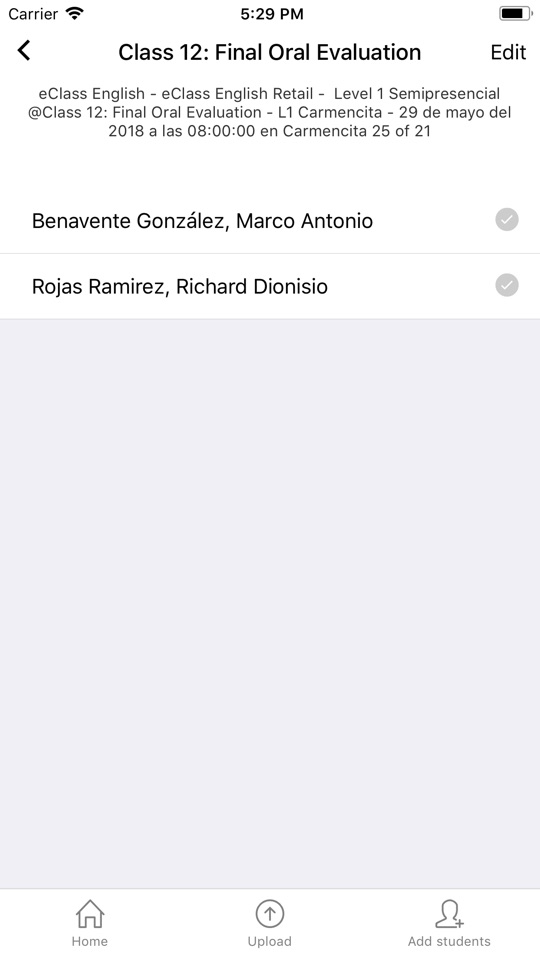 Carrier 5:29 PM
Class 12: Final Oral Evaluation Edit
eClass English - eClass English Retail - Level 1 Semipresencial
@Class 12: Final Oral Evaluation - L1 Carmencita - 29 de mayo del
2018 a las 08:00:00 en Carmencita 25 of 21
Benavente González, Marco Antonio
Rojas Ramirez, Richard Dionisio
Home Upload Add students